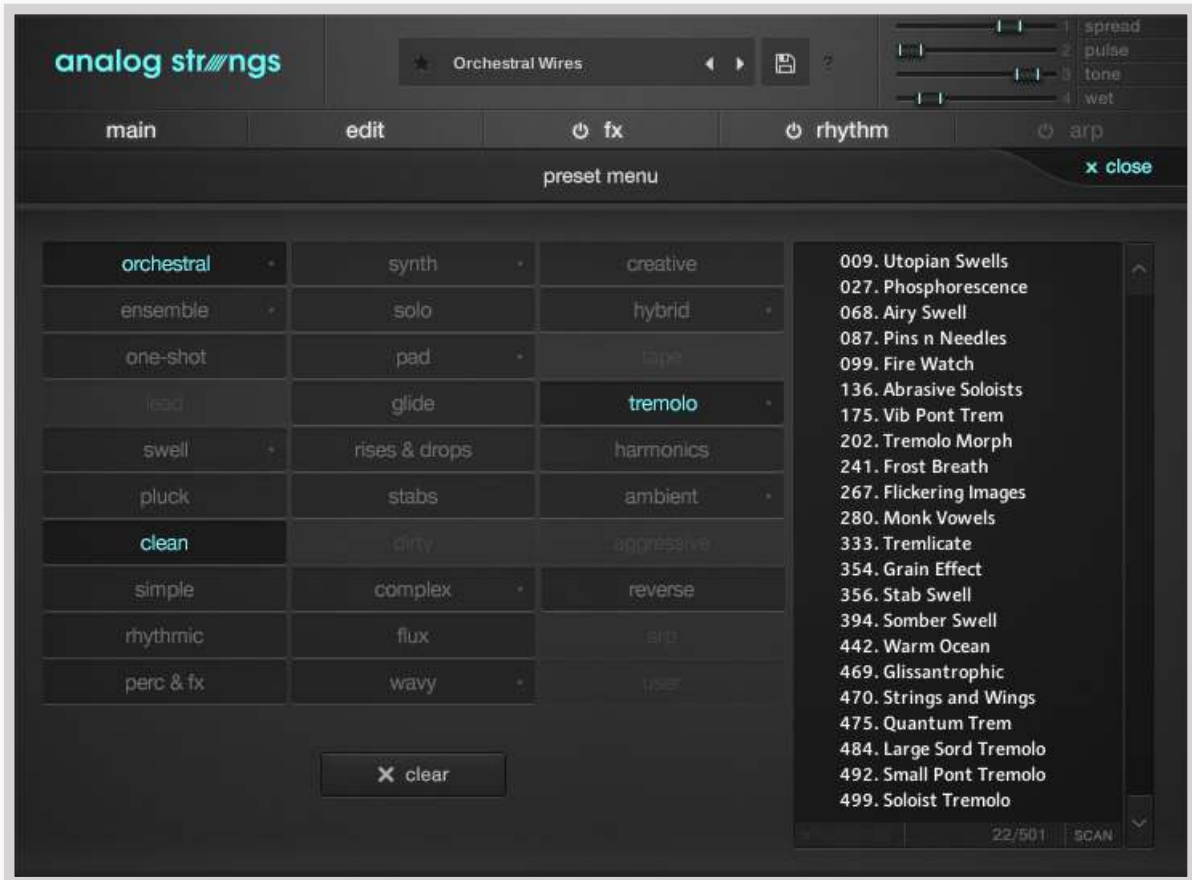 analog strings
Orchestral Wires
?
1 spread
2 pulse
3 tone
4 wet
main
edit
fx
rhythm
arp
preset menu
x close
orchestral
synth
creative
ensemble
solo
hybrid
one-shot
pad
tape
lead
glide
tremolo
swell
rises & drops
harmonics
pluck
stabs
ambient
clean
dirty
aggressive
simple
complex
reverse
rhythmic
flux
arp
perc & fx
wavy
user
X clear
009. Utopian Swells
027. Phosphorescence
068. Airy Swell
087. Pins n Needles
099. Fire Watch
136. Abrasive Soloists
175. Vib Pont Trem
202. Tremolo Morph
241. Frost Breath
267. Flickering Images
280. Monk Vowels
333. Tremlicate
354. Grain Effect
356. Stab Swell
394. Somber Swell
442. Warm Ocean
469. Glissantrophic
470. Strings and Wings
475. Quantum Trem
484. Large Sord Tremolo
492. Small Pont Tremolo
499. Soloist Tremolo
22/501 SCAN